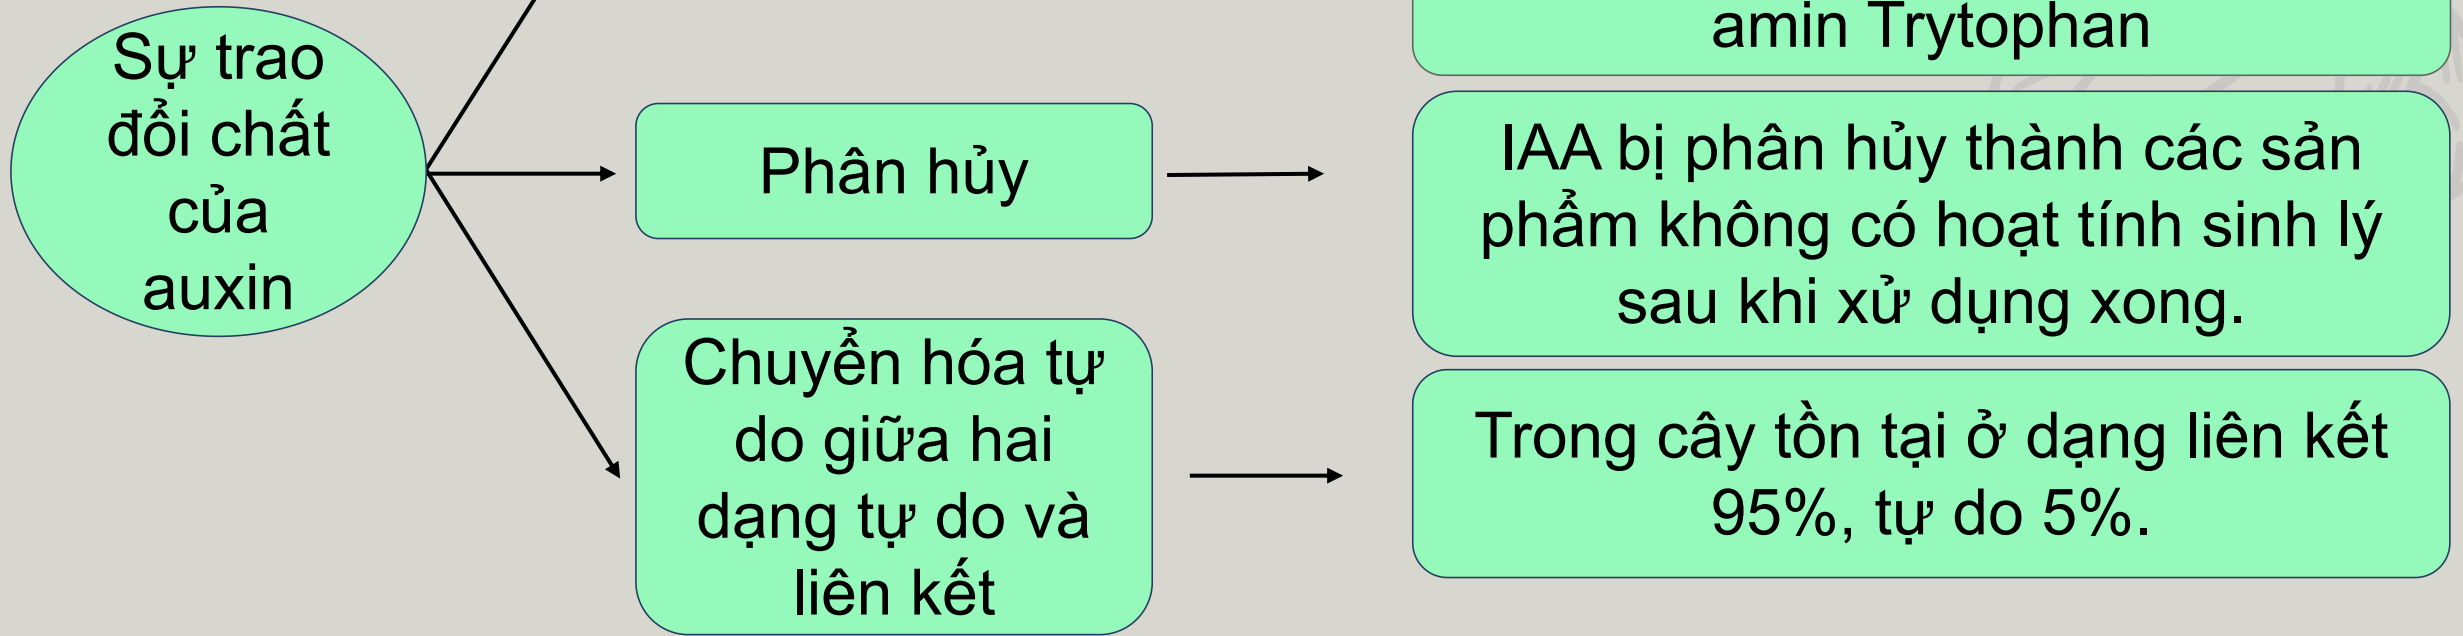 Sự trao
đổi chất
của
auxin
amin Trytophan
Phân hủy
IAA bị phân hủy thành các sản
phẩm không có hoạt tính sinh lý
sau khi xử dụng xong.
Chuyển hóa tự
do giữa hai
dạng tự do và
liên kết
Trong cây tồn tại ở dạng liên kết
95%, tự do 5%.